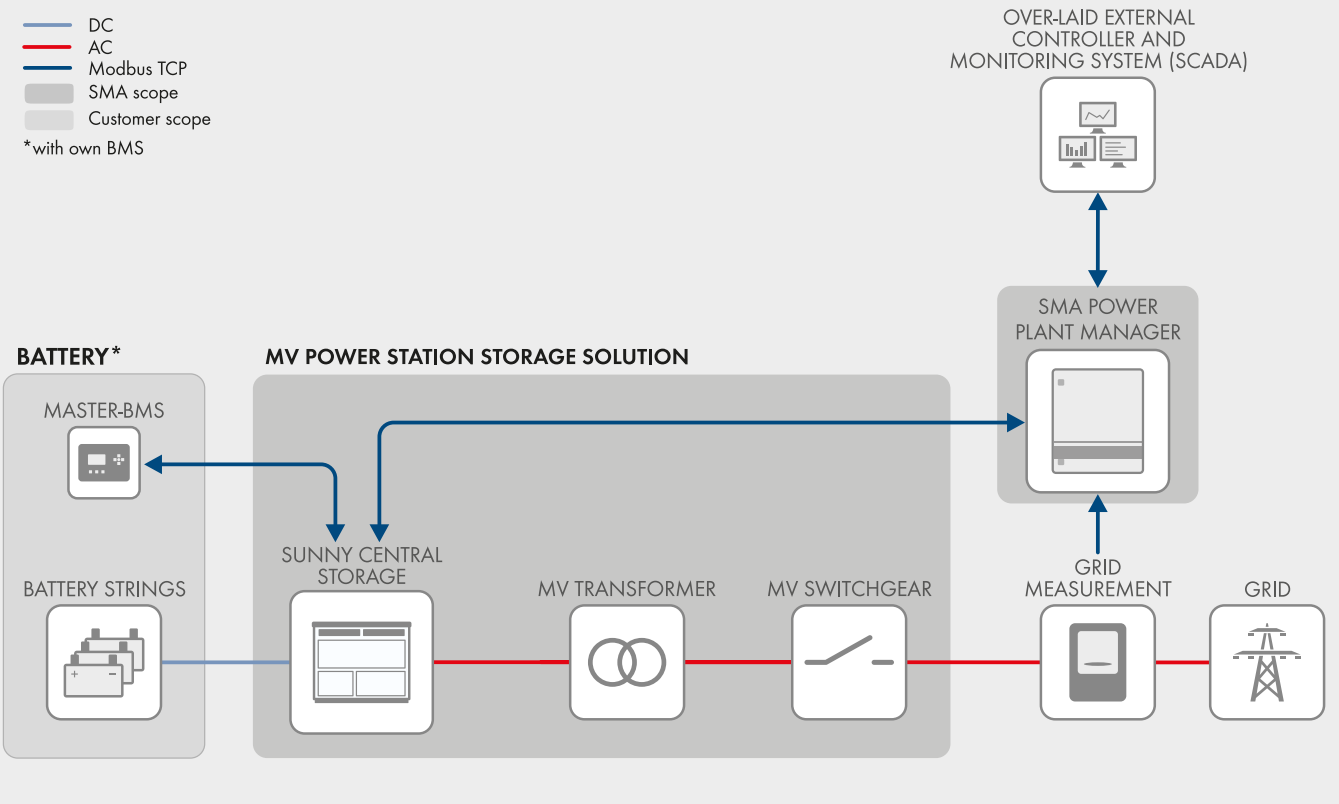 DC
AC
Modbus TCP
SMA scope
Customer scope
*with own BMS
OVER-LAID EXTERNAL
CONTROLLER AND
MONITORING SYSTEM (SCADA)
SMA POWER
PLANT MANAGER
BATTERY*
MV POWER STATION STORAGE SOLUTION
MASTER-BMS
SUNNY CENTRAL
STORAGE
BATTERY STRINGS
MV TRANSFORMER
MV SWITCHGEAR
GRID
MEASUREMENT
GRID
+ −